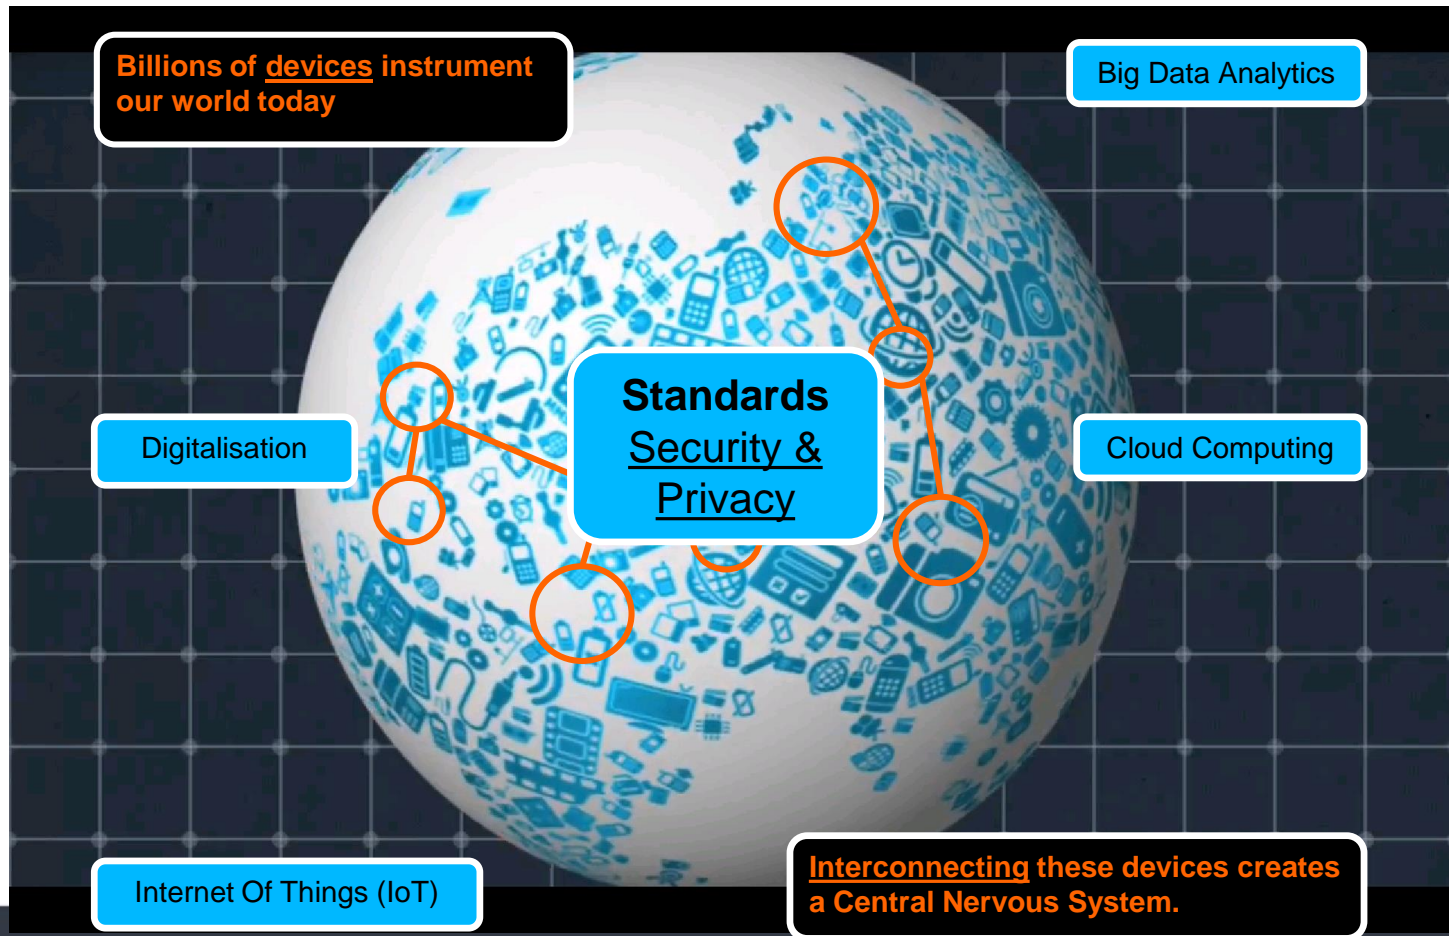 Billions of devices instrument
our world today
Big Data Analytics
Standards
Security &
Privacy
Digitalisation
Cloud Computing
Internet Of Things (IoT)
Interconnecting these devices creates
a Central Nervous System.